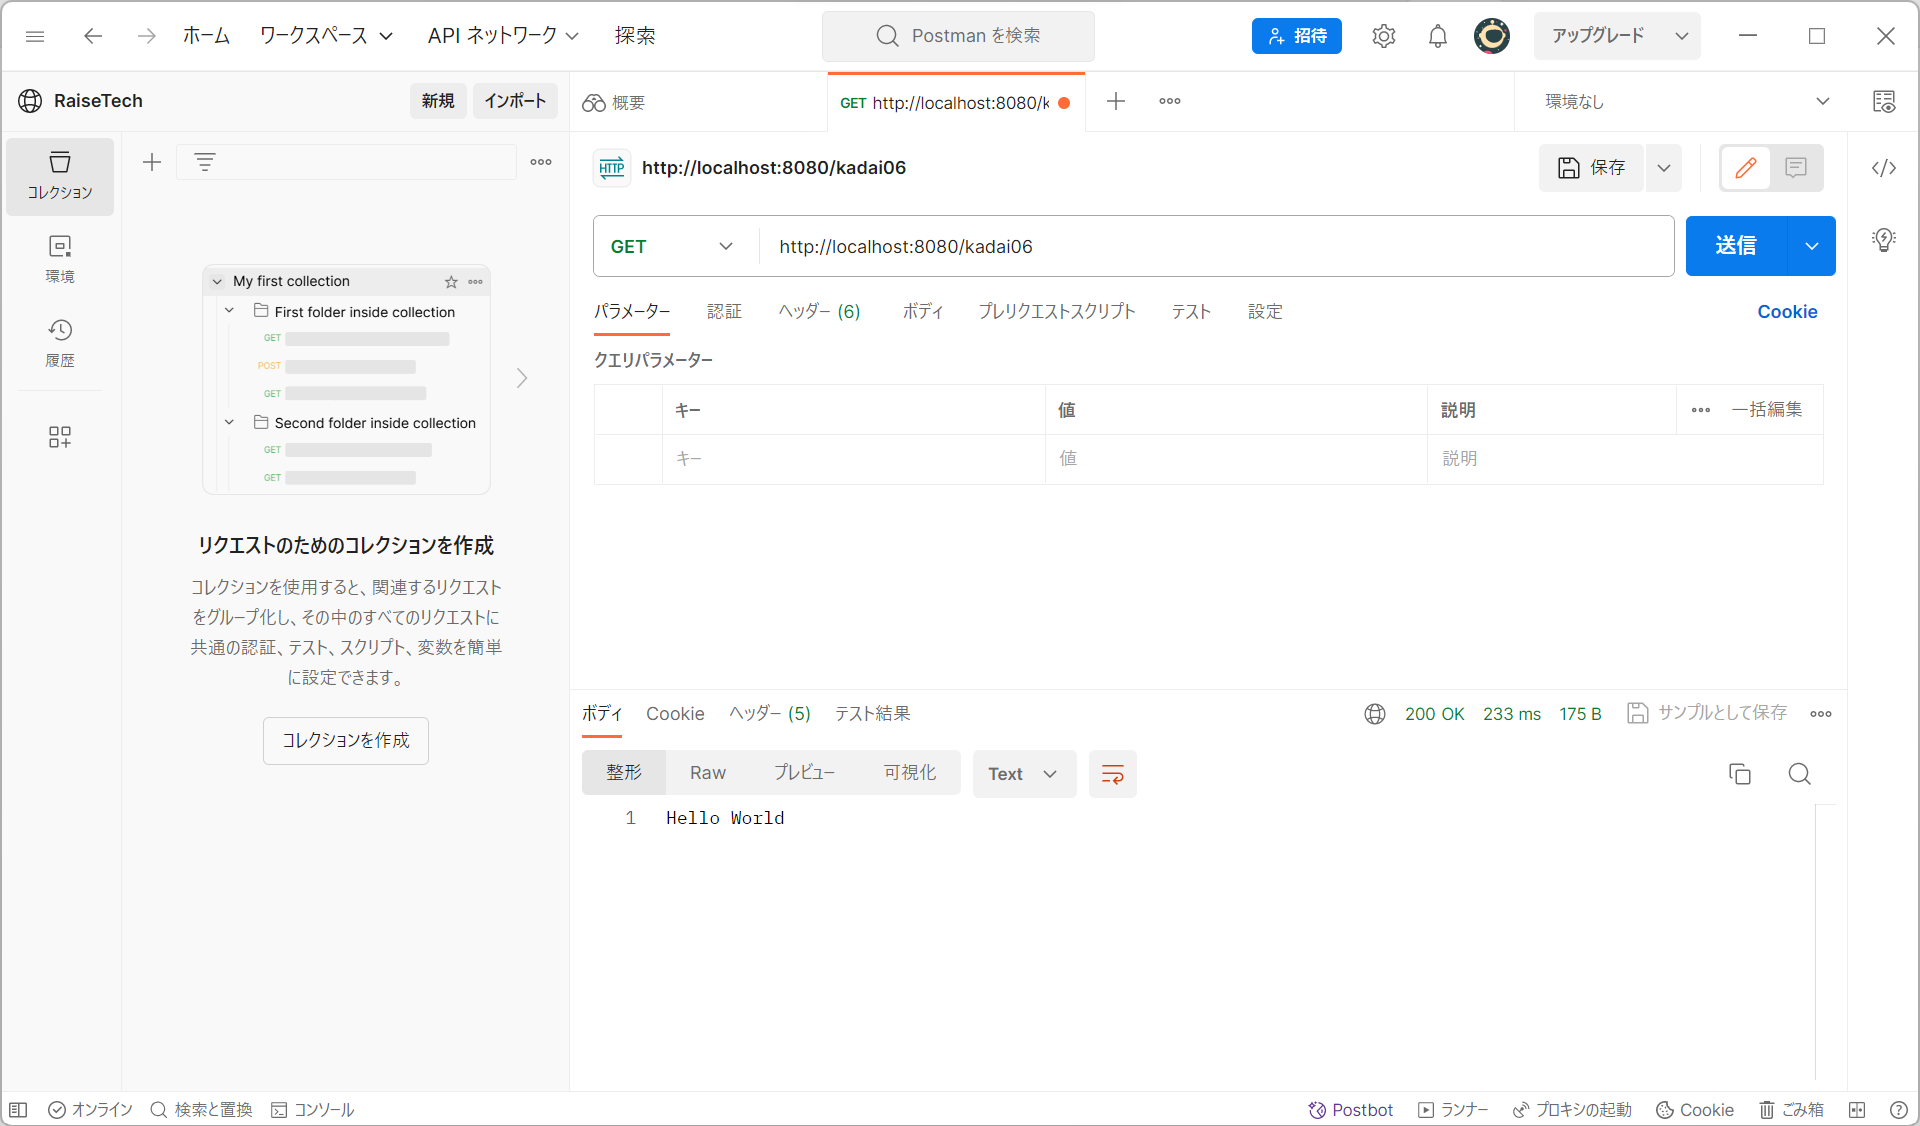 ホーム ワークスペース API ネットワーク 探索 Postman を検索 招待 アップグレード
RaiseTech 新規 インポート 概要 GET http://localhost:8080/k 環境なし
コレクション
環境
履歴
My first collection
First folder inside collection
GET
POST
GET
Second folder inside collection
GET
GET
リクエストのためのコレクションを作成
コレクションを使用すると、関連するリクエスト
をグループ化し、その中のすべてのリクエストに
共通の認証、テスト、スクリプト、変数を簡単
に設定できます。
コレクションを作成
HTTP http://localhost:8080/kadai06 保存
GET http://localhost:8080/kadai06 送信
パラメーター 認証 ヘッダー (6) ボディ プレリクエストスクリプト テスト 設定 Cookie
クエリパラメーター
キー 値 説明 一括編集
キー 値 説明
ボディ Cookie ヘッダー (5) テスト結果 200 OK 233 ms 175 B サンプルとして保存
整形 Raw プレビュー 可視化 Text
1 Hello World
オンライン 検索と置換 コンソール Postbot ランナー プロキシの起動 Cookie ごみ箱